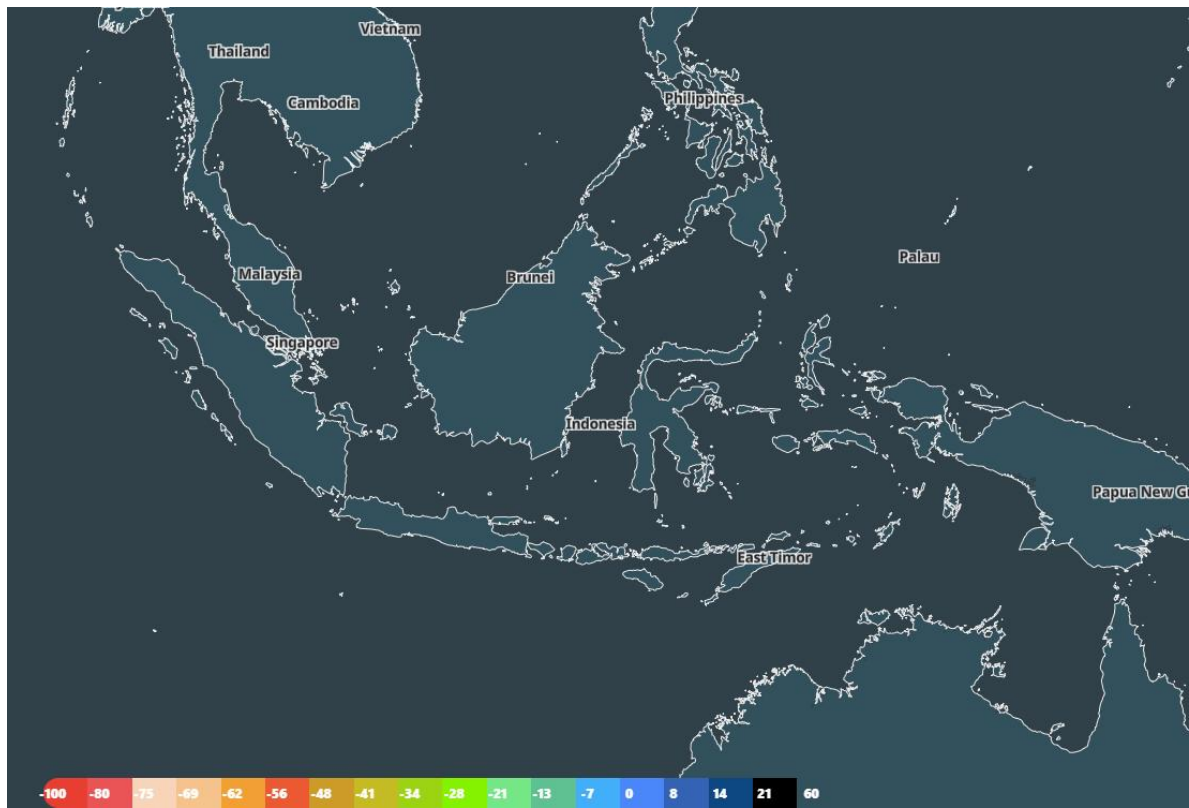 Vietnam
Thailand
Cambodia
Philippines
Palau
Malaysia
Brunei
Singapore
Indonesia
Papua New Gu
East Timor
-100 -80 -75 -69 -62 -56 -48 -41 -34 -28 -21 -13 -7 0 8 14 21 60